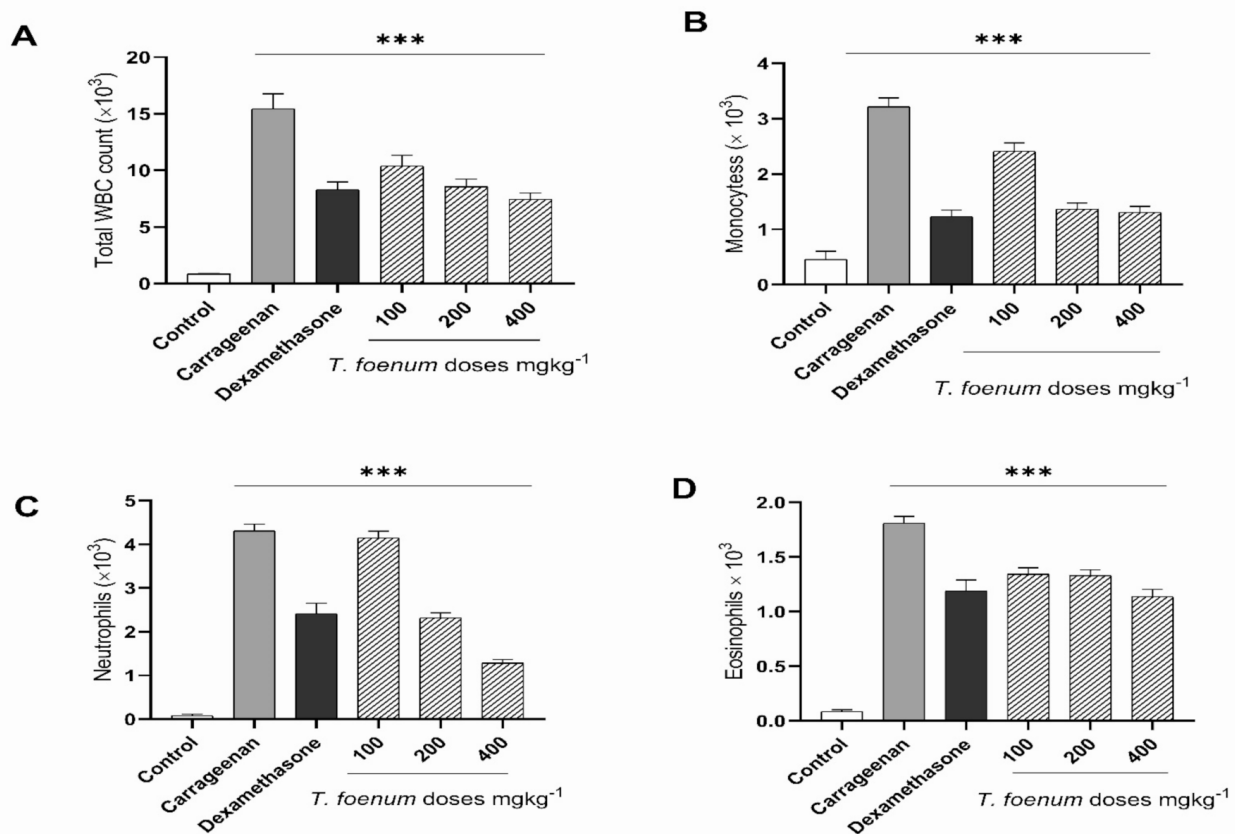 A
***
Total WBC count (×10³)
20
15
10
5
0
Control
Carrageenan
Dexamethasone
100
200
400
T. foenum doses mgkg⁻¹
B
***
Monocytess (× 10³)
4
3
2
1
0
Control
Carrageenan
Dexamethasone
100
200
400
T. foenum doses mgkg⁻¹
C
***
Neutrophils (×10³)
5
4
3
2
1
0
Control
Carrageenan
Dexamethasone
100
200
400
T. foenum doses mgkg⁻¹
D
***
Eosinophils × 10³
2.0
1.5
1.0
0.5
0.0
Control
Carrageenan
Dexamethasone
100
200
400
T. foenum doses mgkg⁻¹